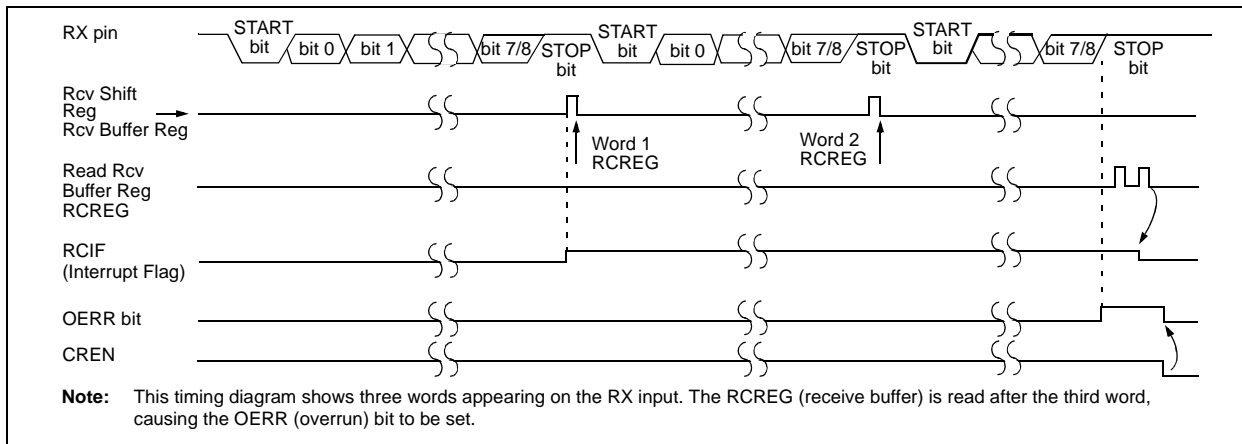 RX pin
START
bit
bit 0
bit 1
bit 7/8
STOP
bit
START
bit
bit 0
bit 7/8
STOP
bit
START
bit
bit 7/8
STOP
bit
Rcv Shift
Reg
Rcv Buffer Reg
Word 1
RCREG
Word 2
RCREG
Read Rcv
Buffer Reg
RCREG
RCIF
(Interrupt Flag)
OERR bit
CREN
Note: This timing diagram shows three words appearing on the RX input. The RCREG (receive buffer) is read after the third word,
causing the OERR (overrun) bit to be set.